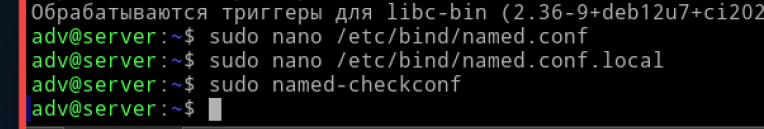 Обрабатываются триггеры для libc-bin (2.36-9+deb12u7+ci202
adv@server:~$ sudo nano /etc/bind/named.conf
adv@server:~$ sudo nano /etc/bind/named.conf.local
adv@server:~$ sudo named-checkconf
adv@server:~$